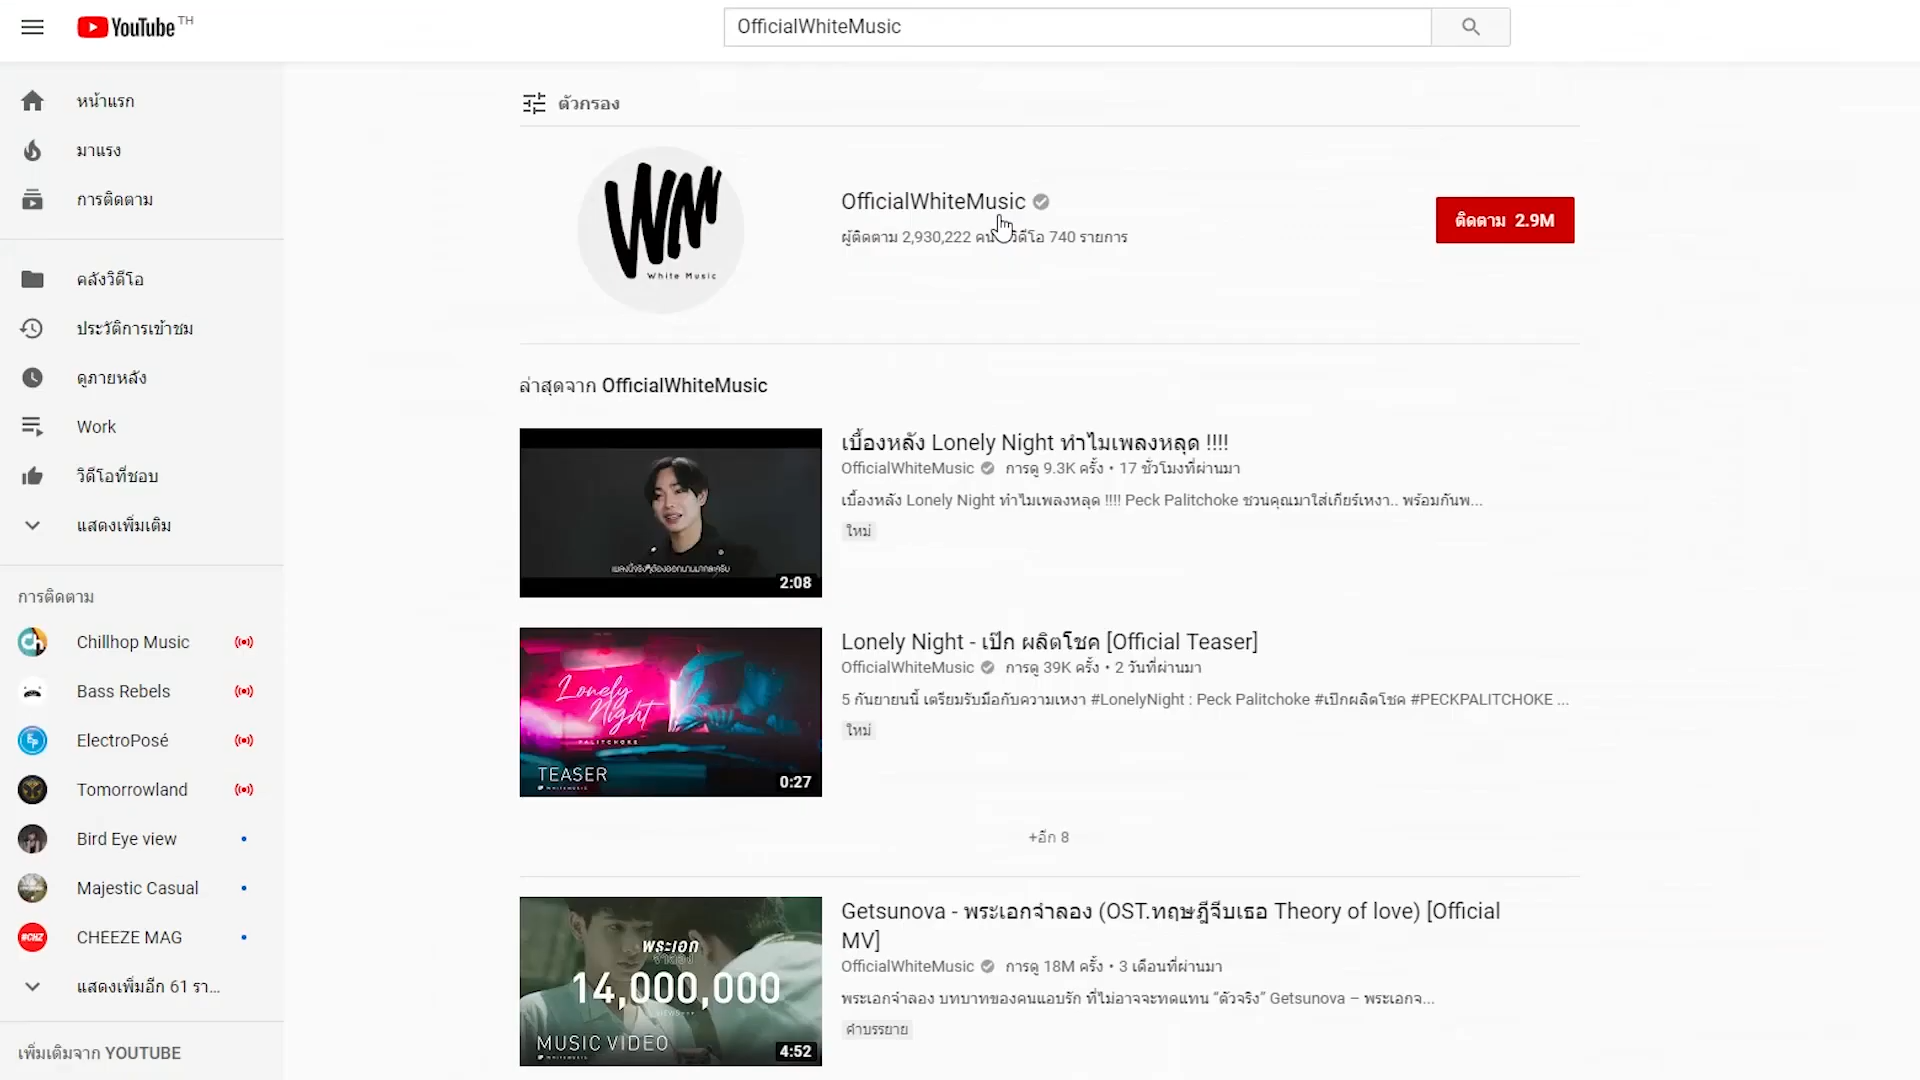 YouTube TH
OfficialWhiteMusic
หน้าแรก
มาแรง
การติดตาม
คลังวิดีโอ
ประวัติการเข้าชม
ดูภายหลัง
Work
วิดีโอที่ชอบ
แสดงเพิ่มเติม
การติดตาม
Chillhop Music
Bass Rebels
ElectroPosé
Tomorrowland
Bird Eye view
Majestic Casual
#CHZ
CHEEZE MAG
แสดงเพิ่มอีก 61 รา...
เพิ่มเติมจาก YOUTUBE
ตัวกรอง
WM
White Music
OfficialWhiteMusic
ผู้ติดตาม 2,930,222 คน วิดีโอ 740 รายการ
ติดตาม 2.9M
ล่าสุดจาก OfficialWhiteMusic
2:08
เบื้องหลัง Lonely Night ทำไมเพลงหลุด !!!!
OfficialWhiteMusic การดู 9.3K ครั้ง • 17 ชั่วโมงที่ผ่านมา
เบื้องหลัง Lonely Night ทำไมเพลงหลุด !!!! Peck Palitchoke ชวนคุณมาใส่เกียร์เหงา.. พร้อมกันพ...
ใหม่
Lonely
Night
PALITCHOKE
TEASER
WHITEMUSIC
0:27
Lonely Night - เป๊ก ผลิตโชค [Official Teaser]
OfficialWhiteMusic การดู 39K ครั้ง • 2 วันที่ผ่านมา
5 กันยายนนี้ เตรียมรับมือกับความเหงา #LonelyNight : Peck Palitchoke #เป๊กผลิตโชค #PECKPALITCHOKE ...
ใหม่
+อีก 8
พระเอก
จำลอง
14,000,000
VIEWS
MUSIC VIDEO
WHITEMUSIC
4:52
Getsunova - พระเอกจำลอง (OST.ทฤษฎีจีบเธอ Theory of love) [Official
MV]
OfficialWhiteMusic การดู 18M ครั้ง • 3 เดือนที่ผ่านมา
พระเอกจำลอง บทบาทของคนแอบรัก ที่ไม่อาจจะทดแทน “ตัวจริง” Getsunova – พระเอกจ...
คำบรรยาย